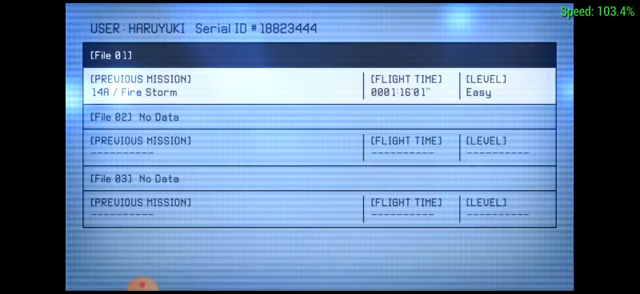 Speed: 103.4%
USER : HARUYUKI Serial ID # 18823444
[File 01]
[PREVIOUS MISSION] [FLIGHT TIME] [LEVEL]
14A / Fire Storm 0001:16'01" Easy
[File 02] No Data
[PREVIOUS MISSION] [FLIGHT TIME] [LEVEL]
---------- ---------- ----------
[File 03] No Data
[PREVIOUS MISSION] [FLIGHT TIME] [LEVEL]
---------- ---------- ----------